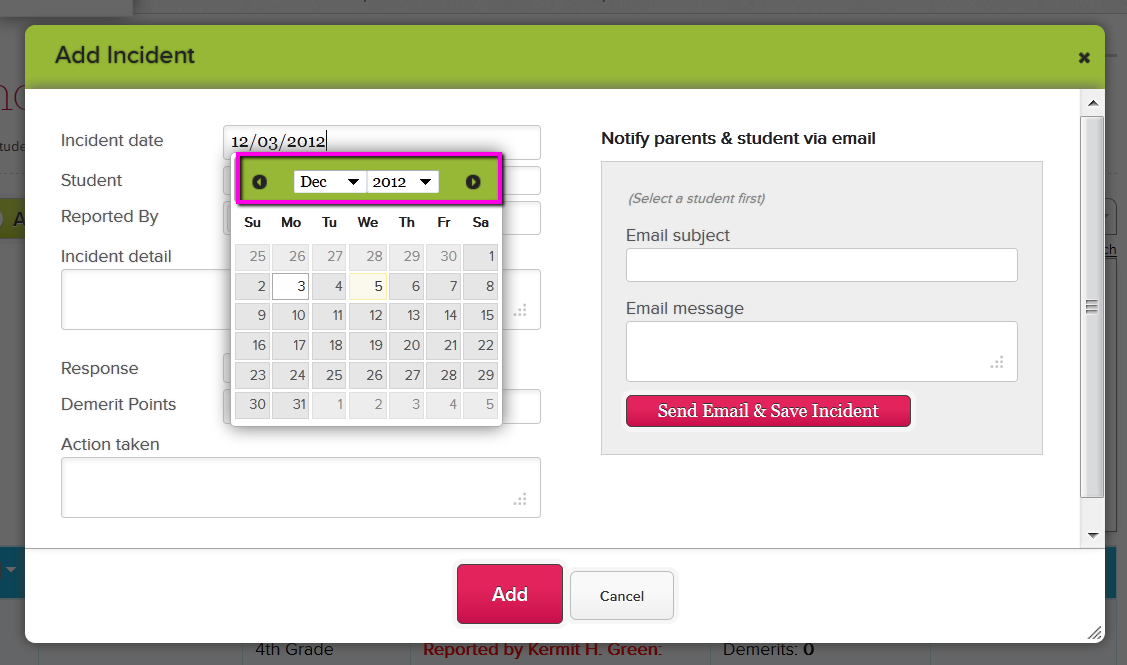 Add Incident
Incident date
12/03/2012
Student
Reported By
Incident detail
Response
Demerit Points
Action taken
Dec 2012
Su Mo Tu We Th Fr Sa
25 26 27 28 29 30 1
2 3 4 5 6 7 8
9 10 11 12 13 14 15
16 17 18 19 20 21 22
23 24 25 26 27 28 29
30 31 1 2 3 4 5
Notify parents & student via email
(Select a student first)
Email subject
Email message
Send Email & Save Incident
Add
Cancel
4th Grade
Reported by Kermit H. Green:
Demerits: 0